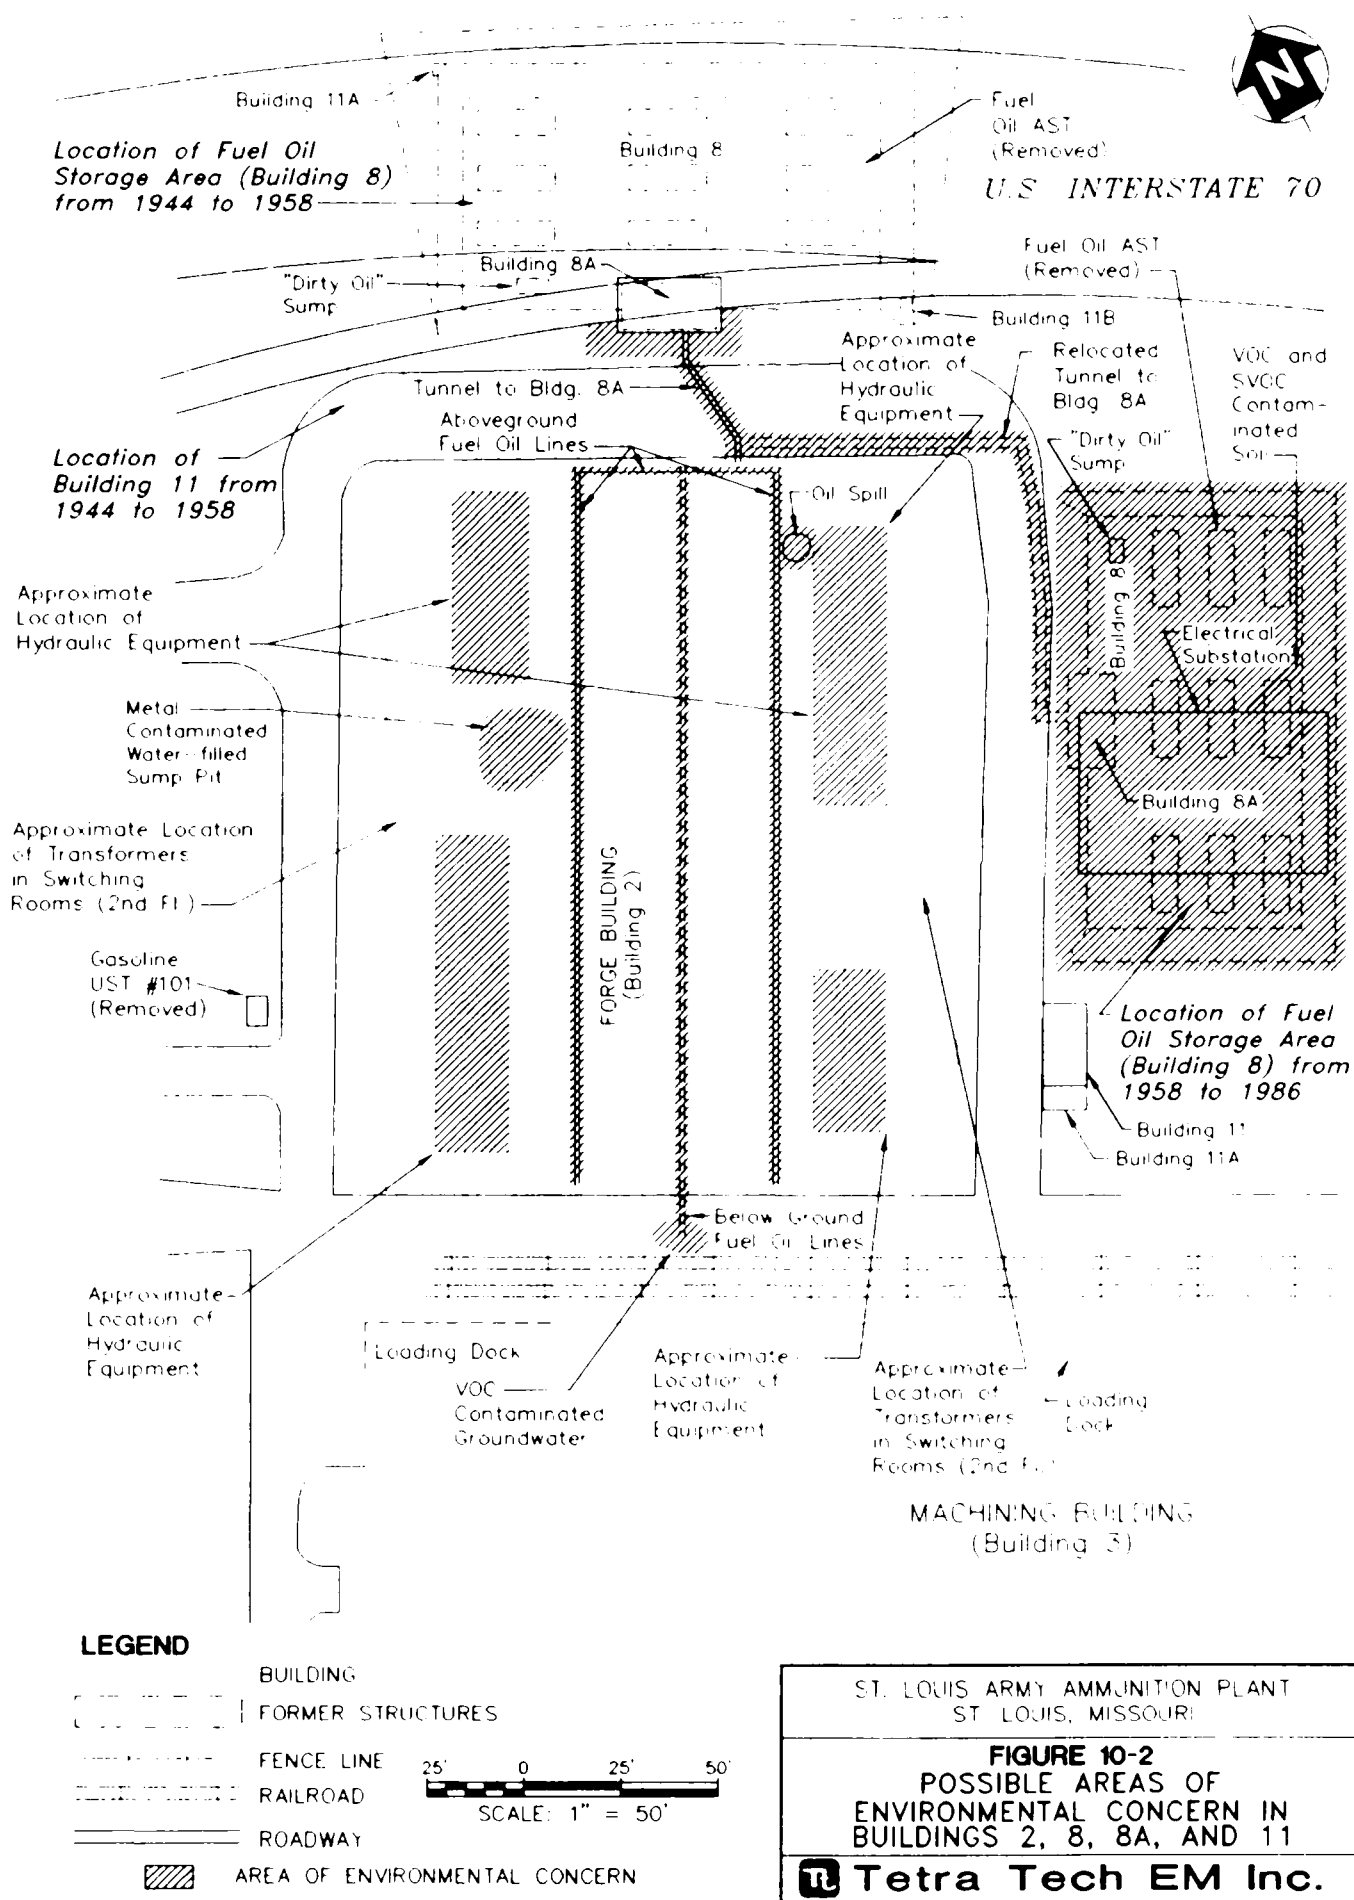 N
Building 11A
Location of Fuel Oil
Storage Area (Building 8)
from 1944 to 1958
Building 8
Fuel
Oil AST
(Removed)
U.S INTERSTATE 70
Fuel Oil AST
(Removed)
Building 8A
"Dirty Oil"
Sump
Building 11B
Approximate
Location of
Hydraulic
Equipment
Relocated
Tunnel to
Bldg 8A
VOC and
SVOC
Contam-
inated
Soil
Tunnel to Bldg. 8A
Aboveground
Fuel Oil Lines
"Dirty Oil"
Sump
Location of
Building 11 from
1944 to 1958
Oil Spill
Building 8
Approximate
Location of
Hydraulic Equipment
Electrical
Substation
Metal
Contaminated
Water-filled
Sump Pit
Building 8A
Approximate Location
of Transformers
in Switching
Rooms (2nd Fl.)
FORGE BUILDING
(Building 2)
Gasoline
UST #101
(Removed)
Location of Fuel
Oil Storage Area
(Building 8) from
1958 to 1986
Building 11
Building 11A
Below Ground
Fuel Oil Lines
Approximate
Location of
Hydraulic
Equipment
Loading Dock
VOC
Contaminated
Groundwater
Approximate
Location of
Hydraulic
Equipment
Approximate
Location of
Transformers
in Switching
Rooms (2nd Fl.)
Loading
Dock
MACHINING BUILDING
(Building 3)
LEGEND
BUILDING
FORMER STRUCTURES
FENCE LINE
RAILROAD
ROADWAY
AREA OF ENVIRONMENTAL CONCERN
25' 0 25' 50'
SCALE: 1" = 50'
ST. LOUIS ARMY AMMUNITION PLANT
ST LOUIS, MISSOURI
FIGURE 10-2
POSSIBLE AREAS OF
ENVIRONMENTAL CONCERN IN
BUILDINGS 2, 8, 8A, AND 11
Tetra Tech EM Inc.